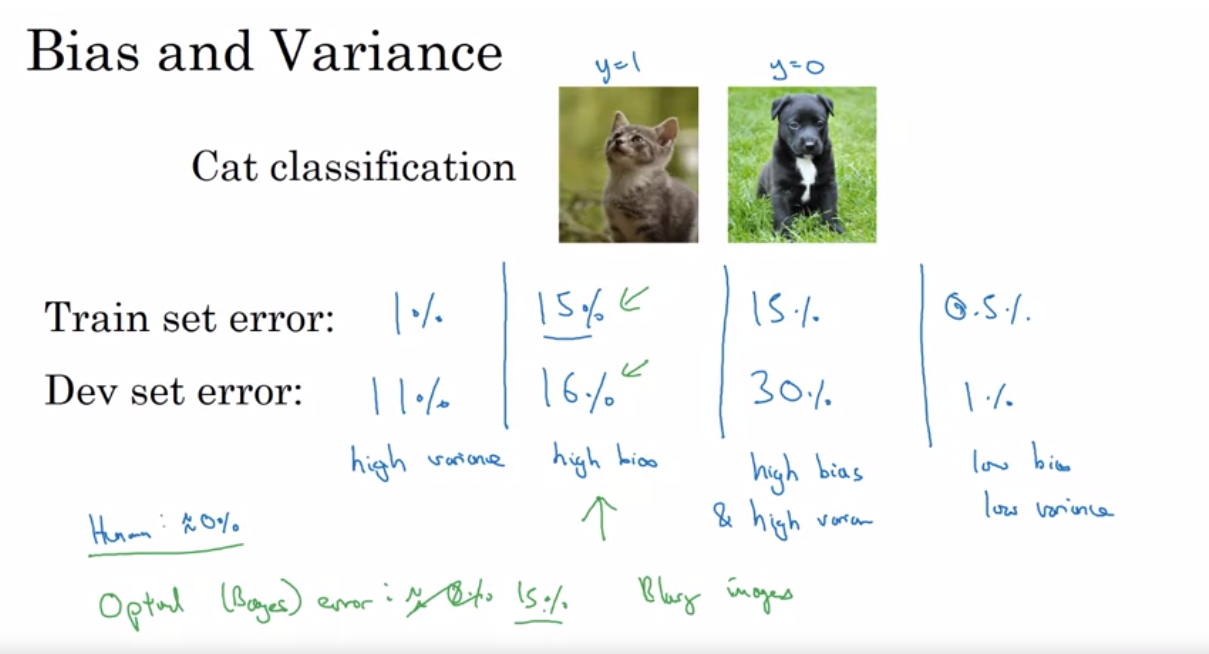 Bias and Variance
y=1 y=0
Cat classification
Train set error: 1% 15% 15% 0.5%
Dev set error: 11% 16% 30% 1%
high variance high bias high bias & high varian low bias low variance
Human: ≈0%
Optimal (Bayes) error: ≈0% 15% Blurry images